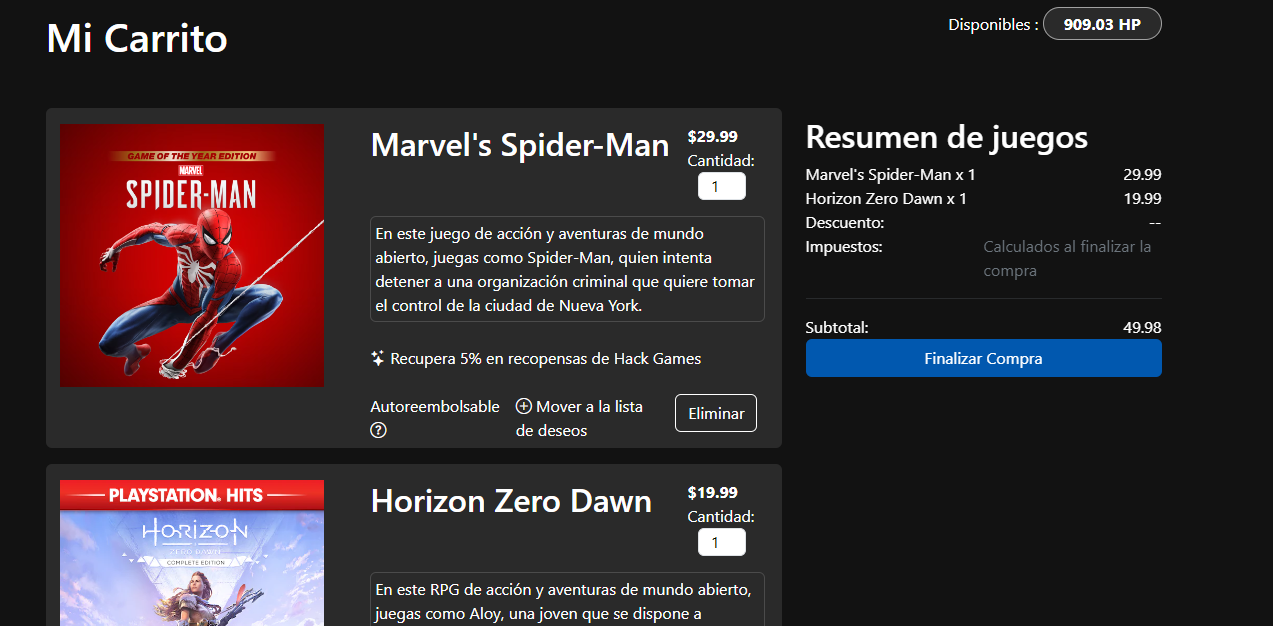 Mi Carrito
Disponibles : 909.03 HP
GAME OF THE YEAR EDITION
MARVEL
SPIDER-MAN
Marvel's Spider-Man
$29.99
Cantidad:
1
En este juego de acción y aventuras de mundo
abierto, juegas como Spider-Man, quien intenta
detener a una organización criminal que quiere tomar
el control de la ciudad de Nueva York.
Recupera 5% en recopensas de Hack Games
Autoreembolsable
Mover a la lista
de deseos
Eliminar
PLAYSTATION HITS
HORIZON
ZERO DAWN
COMPLETE EDITION
Horizon Zero Dawn
$19.99
Cantidad:
1
En este RPG de acción y aventuras de mundo abierto,
juegas como Aloy, una joven que se dispone a
Resumen de juegos
Marvel's Spider-Man x 1 29.99
Horizon Zero Dawn x 1 19.99
Descuento: --
Impuestos: Calculados al finalizar la
compra
Subtotal: 49.98
Finalizar Compra